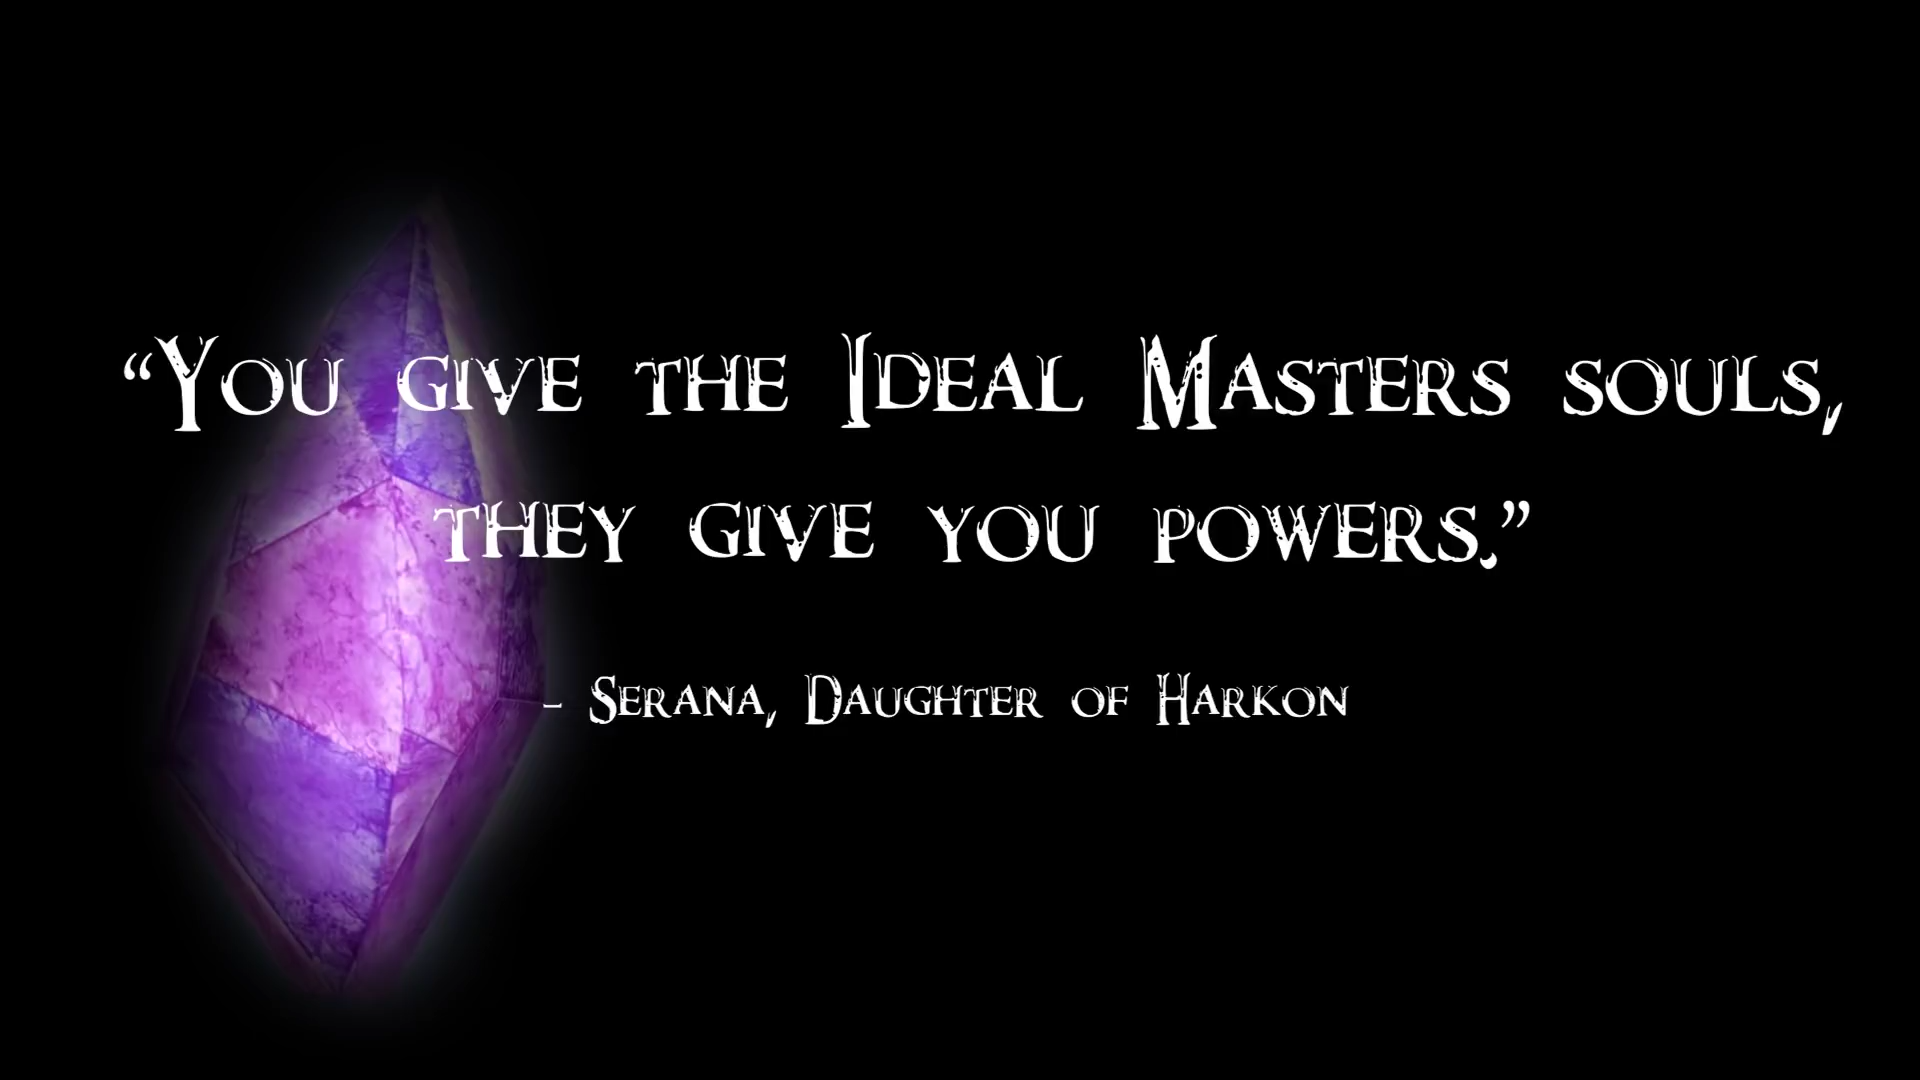 “You give the Ideal Masters souls,
they give you powers.”
- Serana, Daughter of Harkon